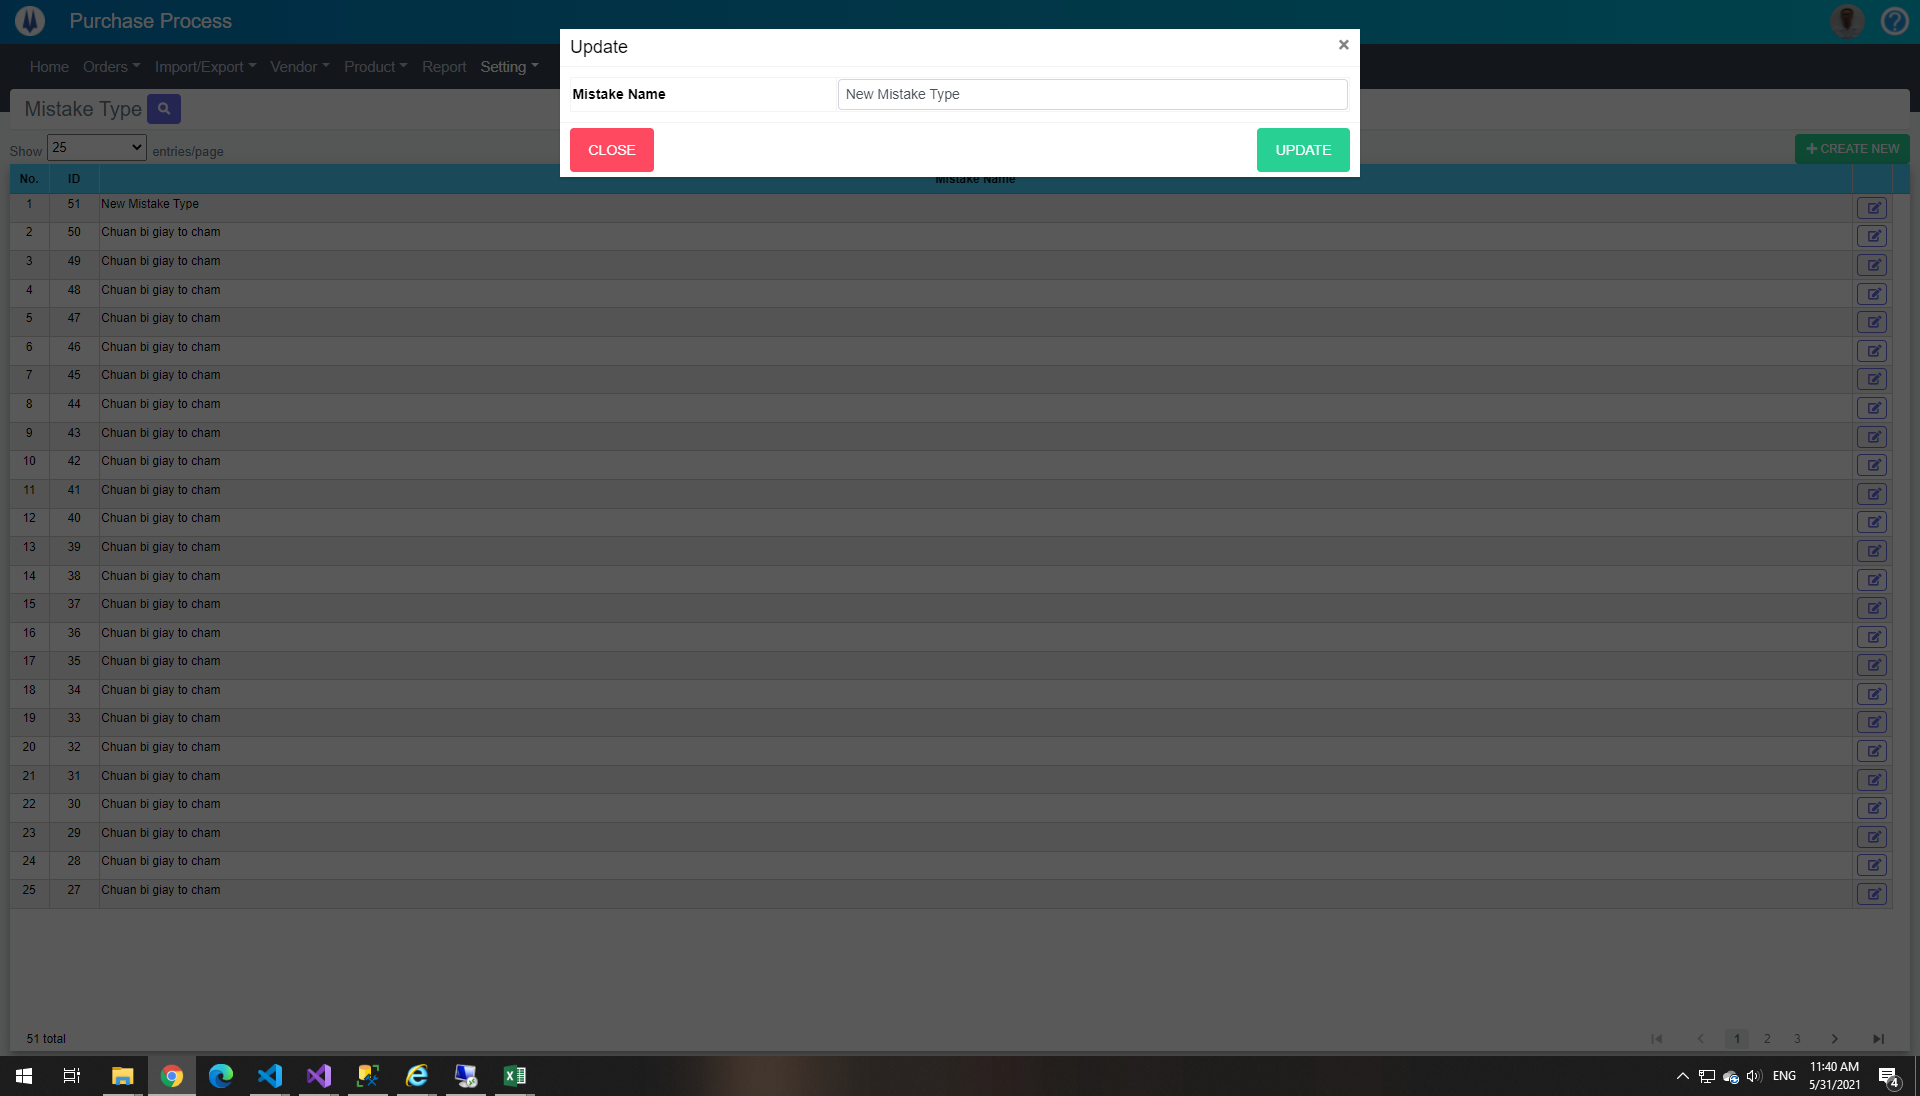 Purchase Process
Home Orders Import/Export Vendor Product Report Setting
Update ×
Mistake Name New Mistake Type
CLOSE UPDATE
Mistake Type
Show 25 entries/page
CREATE NEW
No. ID Mistake Name
1 51 New Mistake Type
2 50 Chuan bi giay to cham
3 49 Chuan bi giay to cham
4 48 Chuan bi giay to cham
5 47 Chuan bi giay to cham
6 46 Chuan bi giay to cham
7 45 Chuan bi giay to cham
8 44 Chuan bi giay to cham
9 43 Chuan bi giay to cham
10 42 Chuan bi giay to cham
11 41 Chuan bi giay to cham
12 40 Chuan bi giay to cham
13 39 Chuan bi giay to cham
14 38 Chuan bi giay to cham
15 37 Chuan bi giay to cham
16 36 Chuan bi giay to cham
17 35 Chuan bi giay to cham
18 34 Chuan bi giay to cham
19 33 Chuan bi giay to cham
20 32 Chuan bi giay to cham
21 31 Chuan bi giay to cham
22 30 Chuan bi giay to cham
23 29 Chuan bi giay to cham
24 28 Chuan bi giay to cham
25 27 Chuan bi giay to cham
51 total 1 2 3
ENG 11:40 AM
5/31/2021 4